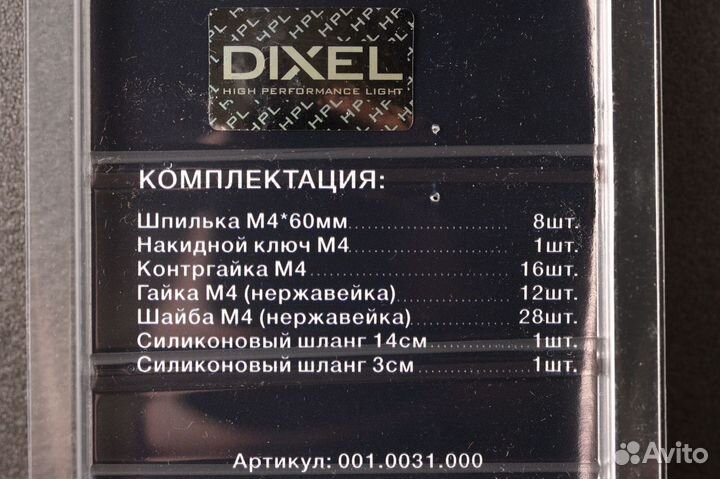 DIXEL
HIGH PERFORMANCE LIGHT
КОМПЛЕКТАЦИЯ:
Шпилька М4*60мм 8шт.
Накидной ключ М4 1шт.
Контргайка М4 16шт.
Гайка М4 (нержавейка) 12шт.
Шайба М4 (нержавейка) 28шт.
Силиконовый шланг 14см 1шт.
Силиконовый шланг 3см 1шт.
Артикул: 001.0031.000
Avito